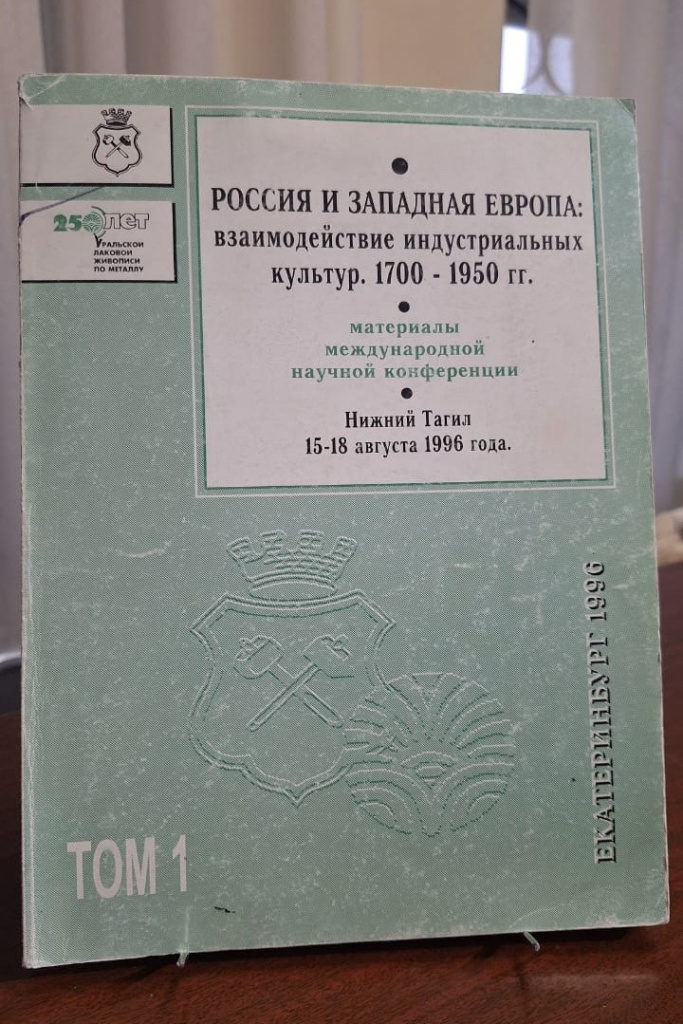 250 лет
УРАЛЬСКОЙ
ЛАКОВОЙ
ЖИВОПИСИ
ПО МЕТАЛЛУ
РОССИЯ И ЗАПАДНАЯ ЕВРОПА:
взаимодействие индустриальных
культур. 1700 - 1950 гг.
материалы
международной
научной конференции
Нижний Тагил
15-18 августа 1996 года.
ТОМ 1
ЕКАТЕРИНБУРГ 1996